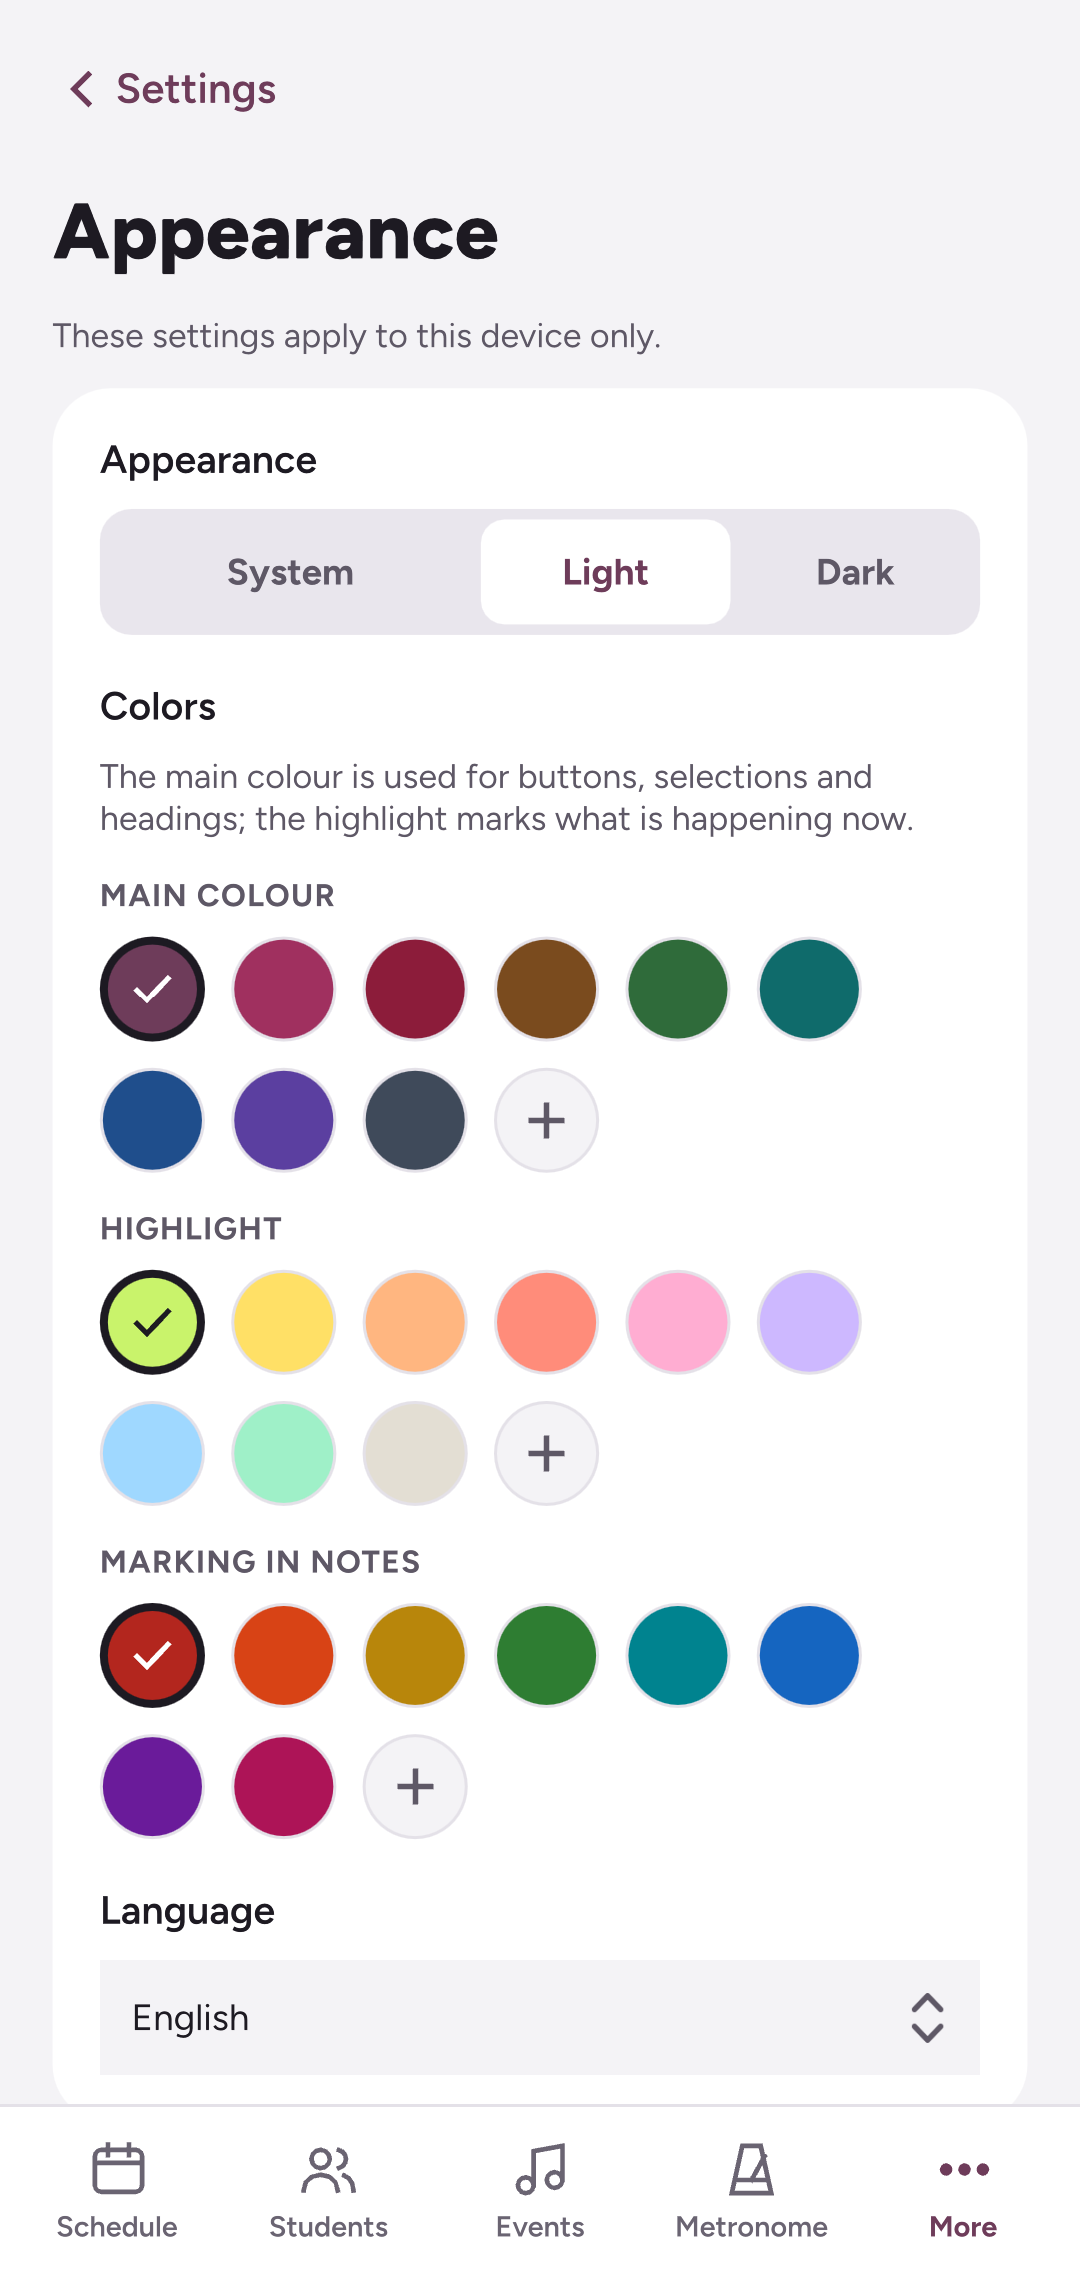 Settings
Appearance
These settings apply to this device only.
Appearance
System Light Dark
Colors
The main colour is used for buttons, selections and
headings; the highlight marks what is happening now.
MAIN COLOUR
HIGHLIGHT
MARKING IN NOTES
Language
English
Schedule Students Events Metronome More